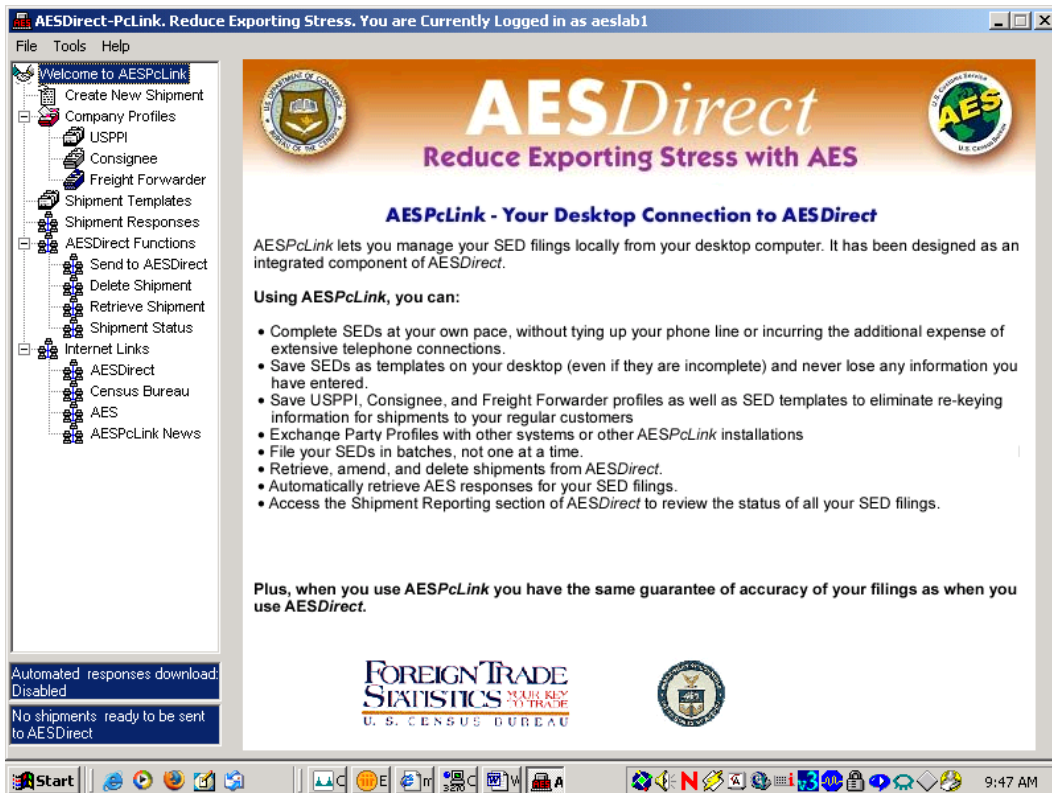 AESDirect-PcLink. Reduce Exporting Stress. You are Currently Logged in as aeslab1
File Tools Help
Welcome to AESPcLink
Create New Shipment
Company Profiles
USPPI
Consignee
Freight Forwarder
Shipment Templates
Shipment Responses
AESDirect Functions
Send to AESDirect
Delete Shipment
Retrieve Shipment
Shipment Status
Internet Links
AESDirect
Census Bureau
AES
AESPcLink News
Automated responses download:
Disabled
No shipments ready to be sent
to AESDirect
AESDirect
Reduce Exporting Stress with AES
AES
AESPcLink - Your Desktop Connection to AESDirect
AESPcLink lets you manage your SED filings locally from your desktop computer. It has been designed as an
integrated component of AESDirect.
Using AESPcLink, you can:
• Complete SEDs at your own pace, without tying up your phone line or incurring the additional expense of
extensive telephone connections.
• Save SEDs as templates on your desktop (even if they are incomplete) and never lose any information you
have entered.
• Save USPPI, Consignee, and Freight Forwarder profiles as well as SED templates to eliminate re-keying
information for shipments to your regular customers
• Exchange Party Profiles with other systems or other AESPcLink installations
• File your SEDs in batches, not one at a time.
• Retrieve, amend, and delete shipments from AESDirect.
• Automatically retrieve AES responses for your SED filings.
• Access the Shipment Reporting section of AESDirect to review the status of all your SED filings.
Plus, when you use AESPcLink you have the same guarantee of accuracy of your filings as when you
use AESDirect.
FOREIGN TRADE
STATISTICS YOUR KEY TO TRADE
U. S. CENSUS BUREAU
Start
9:47 AM